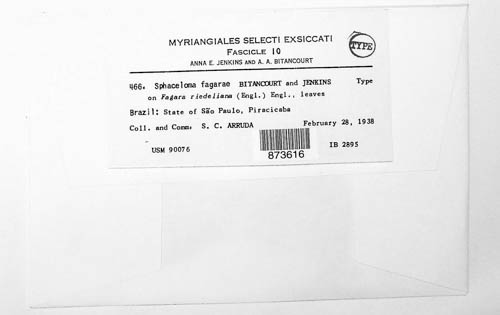 MYRIANGIALES SELECTI EXSICCATI
FASCICLE 10
TYPE
ANNA E. JENKINS AND A. A. BITANCOURT
466. Sphaceloma fagarae BITANCOURT and JENKINS Type
on Fagara riedeliana (Engl.) Engl., leaves
Brazil: State of São Paulo, Piracicaba
Coll. and Comm. S. C. ARRUDA February 28, 1938
USM 90076
873616
IB 2895